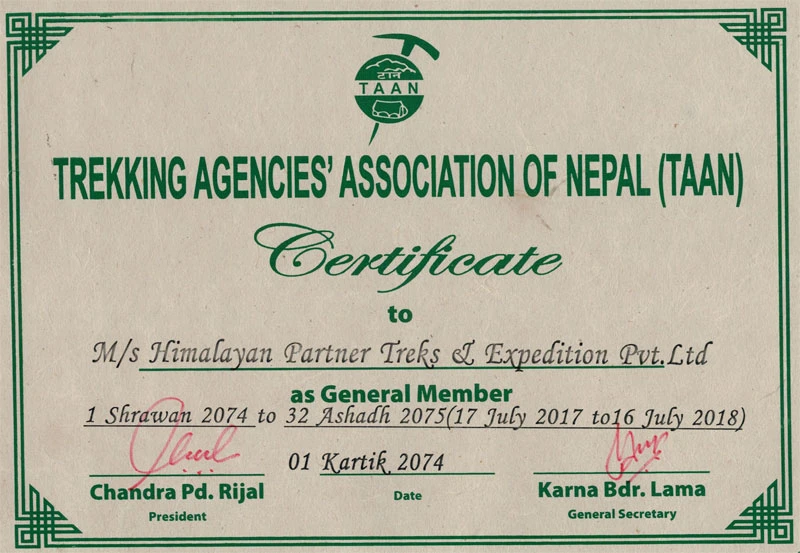 टान
TAAN
TREKKING AGENCIES' ASSOCIATION OF NEPAL (TAAN)
Certificate
to
M/s Himalayan Partner Treks & Expedition Pvt.Ltd
as General Member
1 Shrawan 2074 to 32 Ashadh 2075(17 July 2017 to16 July 2018)
01 Kartik 2074
Chandra Pd. Rijal Date Karna Bdr. Lama
President General Secretary